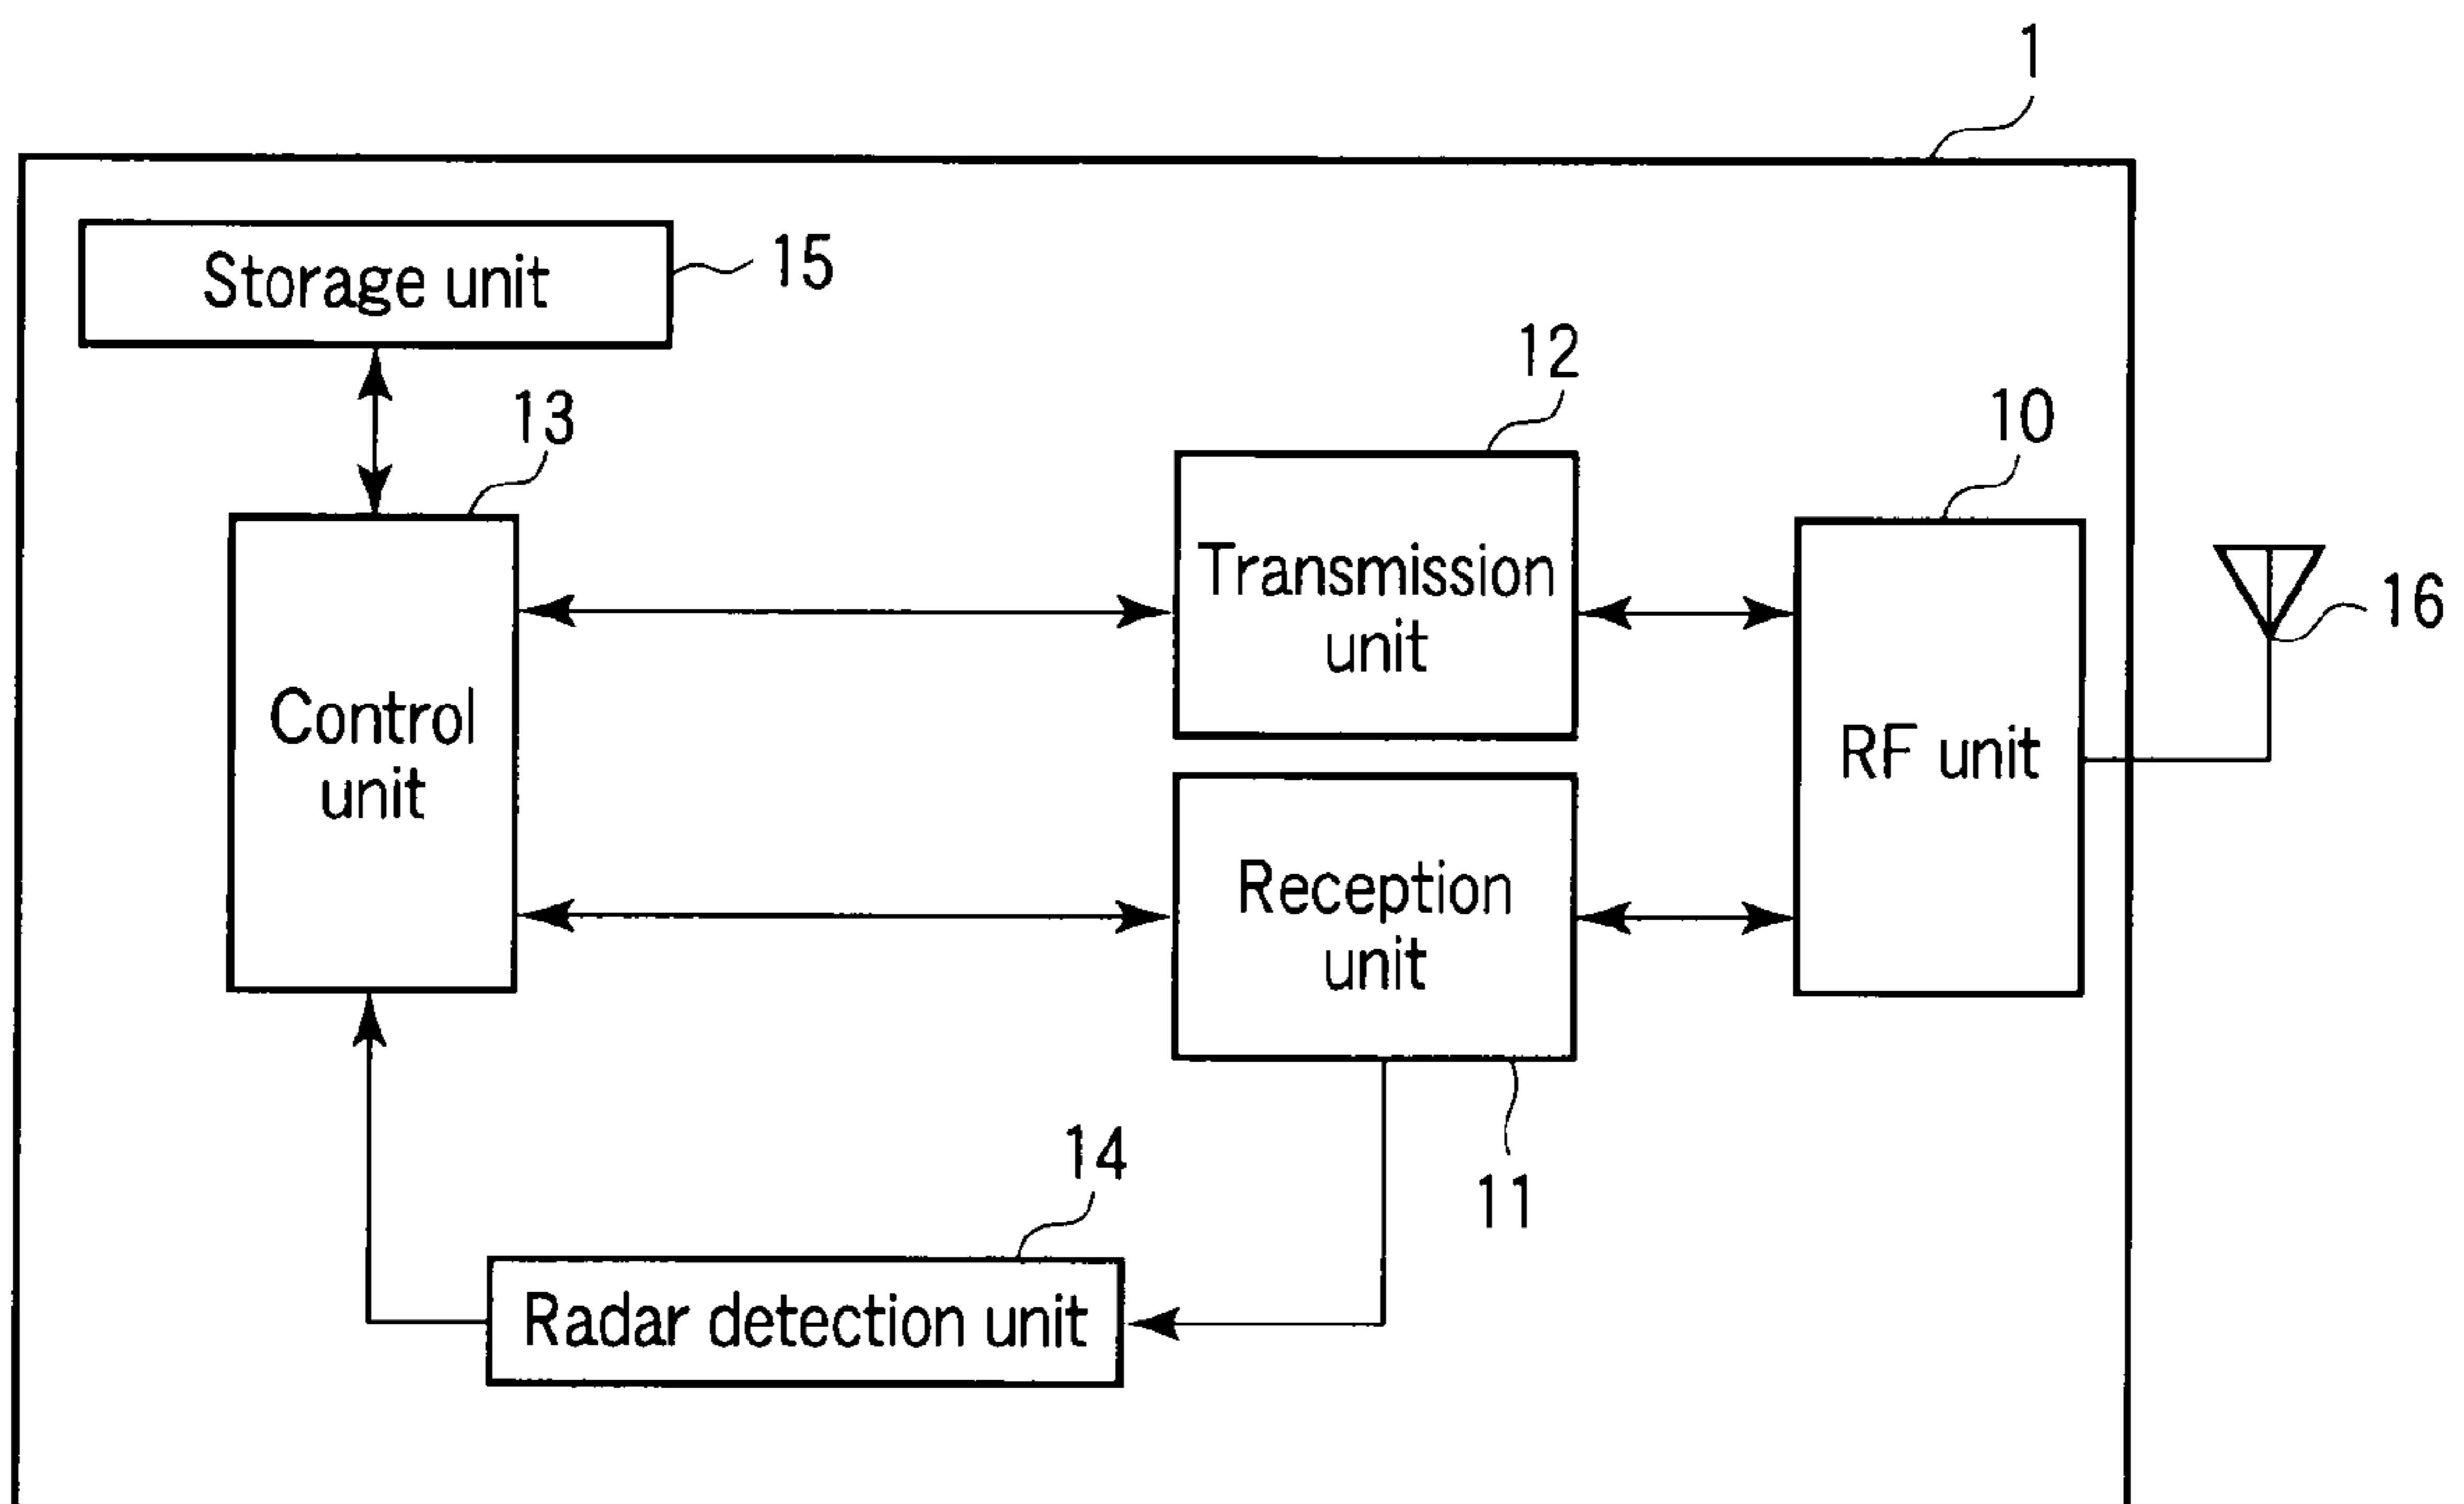 1
Storage unit
15
12
13
10
Transmission
unit
16
Control
unit
RF unit
Reception
unit
14
11
Radar detection unit